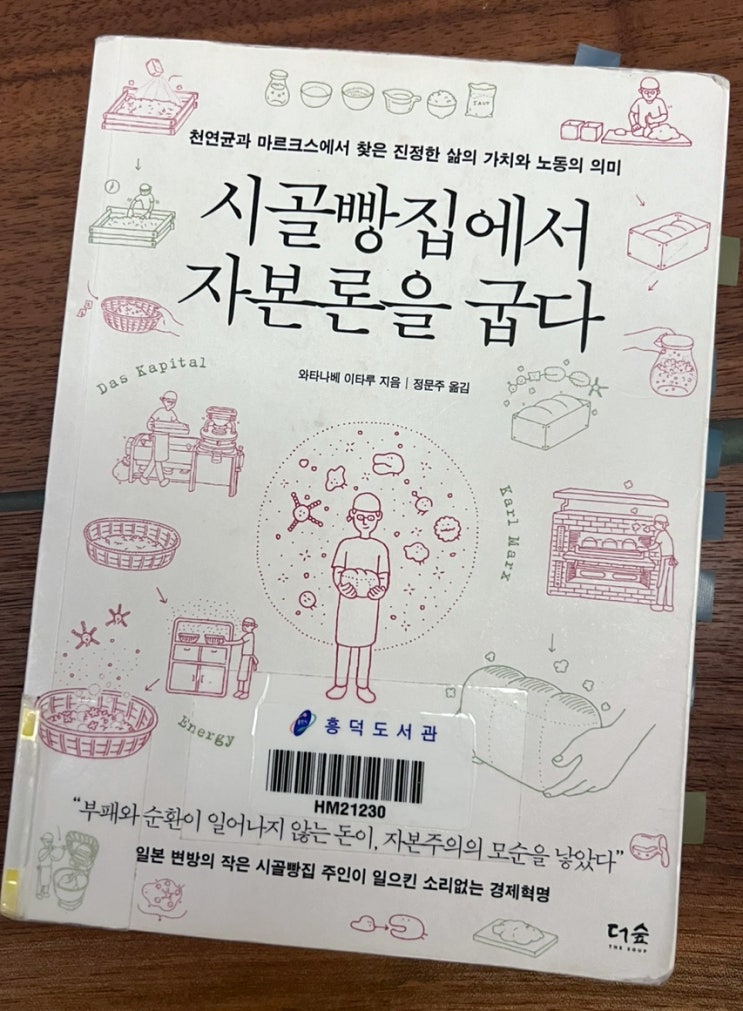 천연균과 마르크스에서 찾은 진정한 삶의 가치와 노동의 의미
시골빵집에서
자본론을 굽다
와타나베 이타루 지음 | 정문주 옮김
Das Kapital
Karl Marx
Energy
흥덕도서관
HM21230
“부패와 순환이 일어나지 않는 돈이, 자본주의의 모순을 낳았다”
일본 변방의 작은 시골빵집 주인이 일으킨 소리없는 경제혁명
더숲
THE SOUP